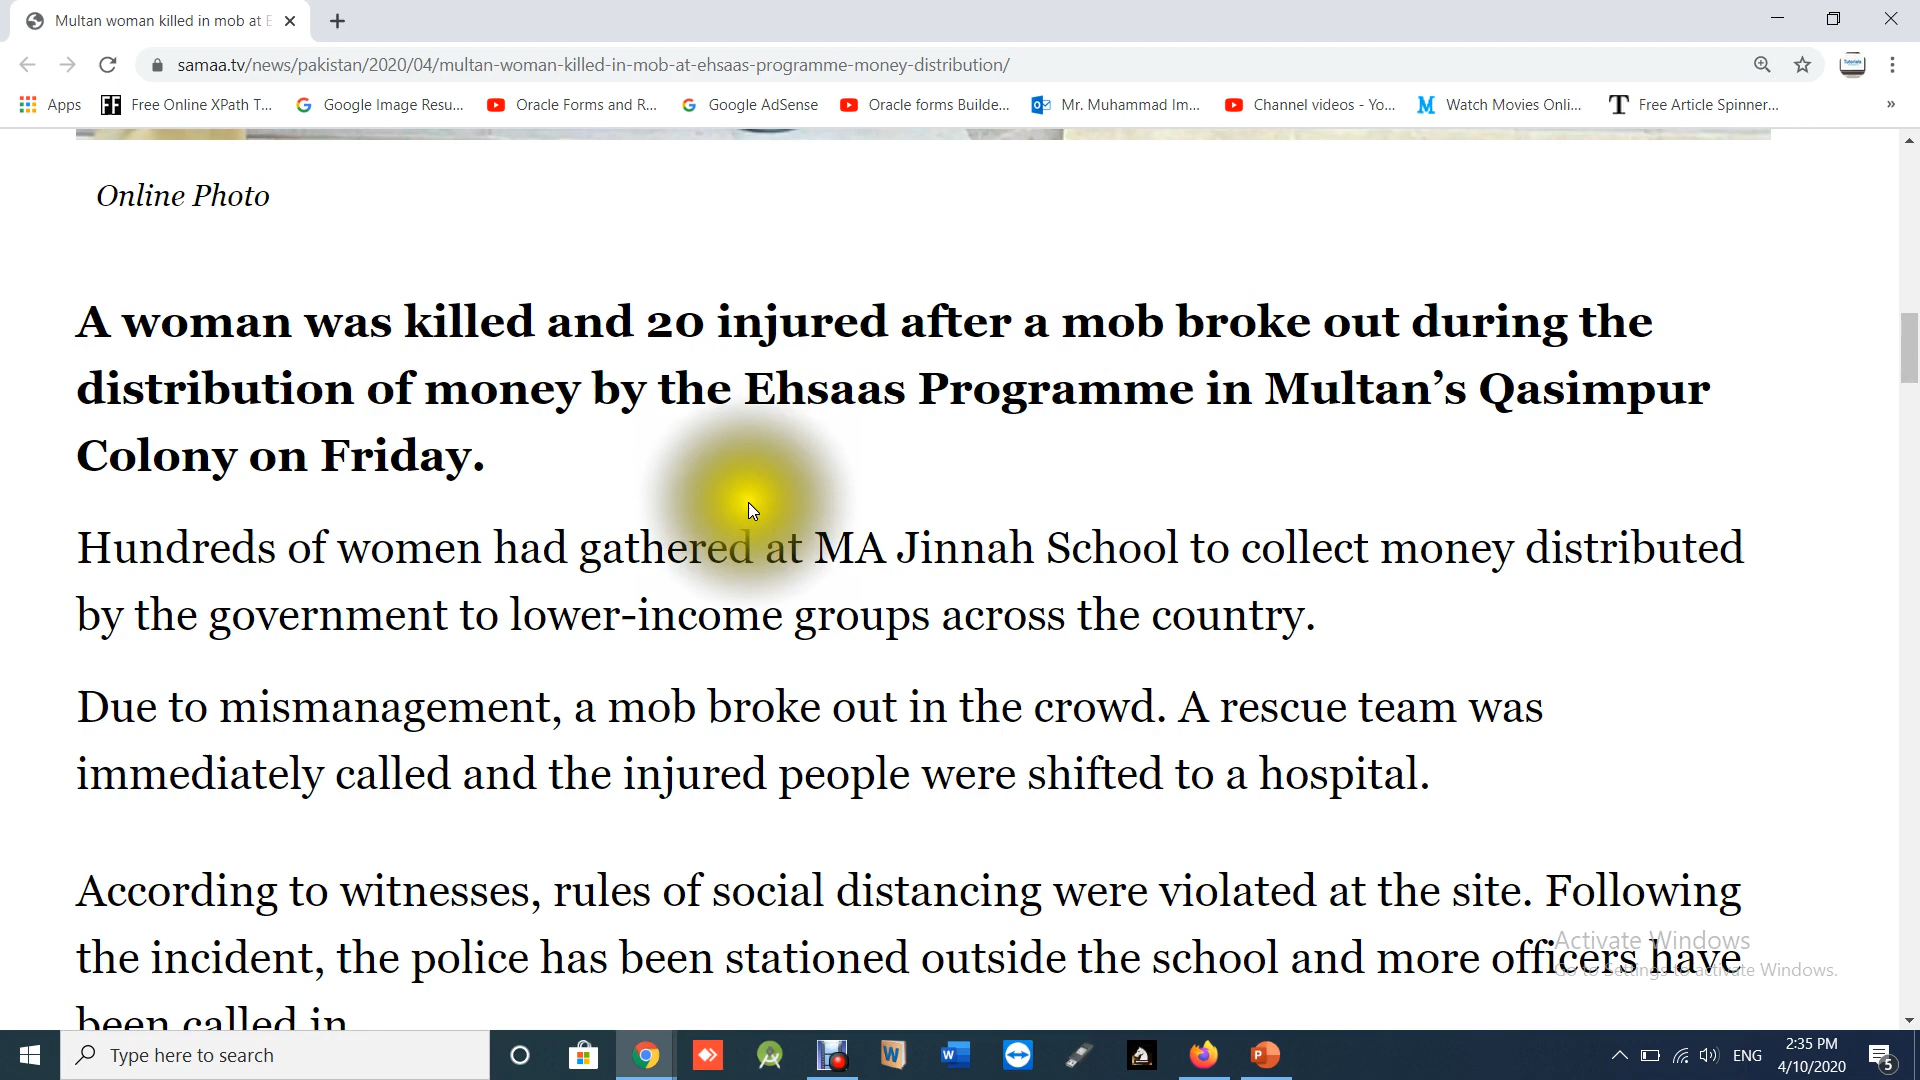 Multan woman killed in mob at E
samaa.tv/news/pakistan/2020/04/multan-woman-killed-in-mob-at-ehsaas-programme-money-distribution/
Apps
Free Online XPath T...
Google Image Resu...
Oracle Forms and R...
Google AdSense
Oracle forms Builde...
Mr. Muhammad Im...
Channel videos - Yo...
Watch Movies Onli...
Free Article Spinner...
»
Online Photo
A woman was killed and 20 injured after a mob broke out during the
distribution of money by the Ehsaas Programme in Multan’s Qasimpur
Colony on Friday.
Hundreds of women had gathered at MA Jinnah School to collect money distributed
by the government to lower-income groups across the country.
Due to mismanagement, a mob broke out in the crowd. A rescue team was
immediately called and the injured people were shifted to a hospital.
According to witnesses, rules of social distancing were violated at the site. Following
the incident, the police has been stationed outside the school and more officers have
been called in
Activate Windows
Go to Settings to activate Windows.
Type here to search
ENG
2:35 PM
4/10/2020
5